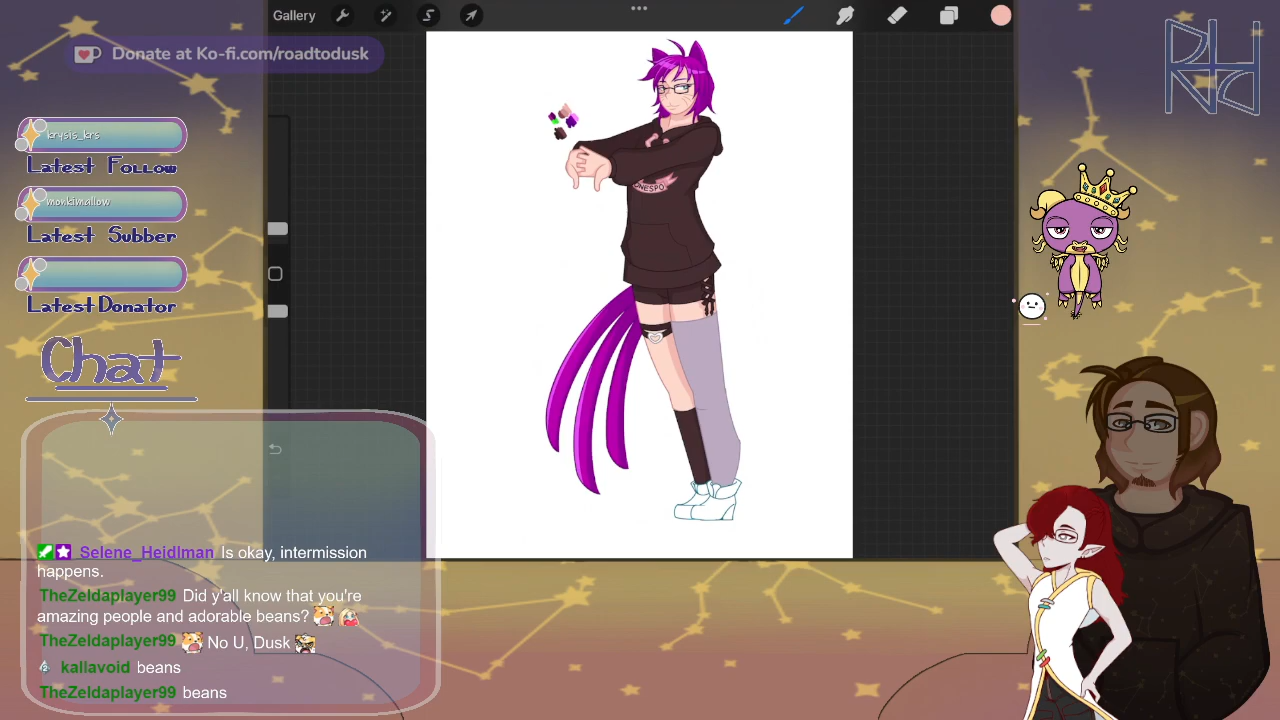 Gallery
Donate at Ko-fi.com/roadtodusk
krysis_krs
Latest Follow
monkimallow
Latest Subber
Latest Donator
Chat
Selene_Heidlman Is okay, intermission
happens.
TheZeldaplayer99 Did y'all know that you're
amazing people and adorable beans?
TheZeldaplayer99 No U, Dusk
kallavoid beans
TheZeldaplayer99 beans